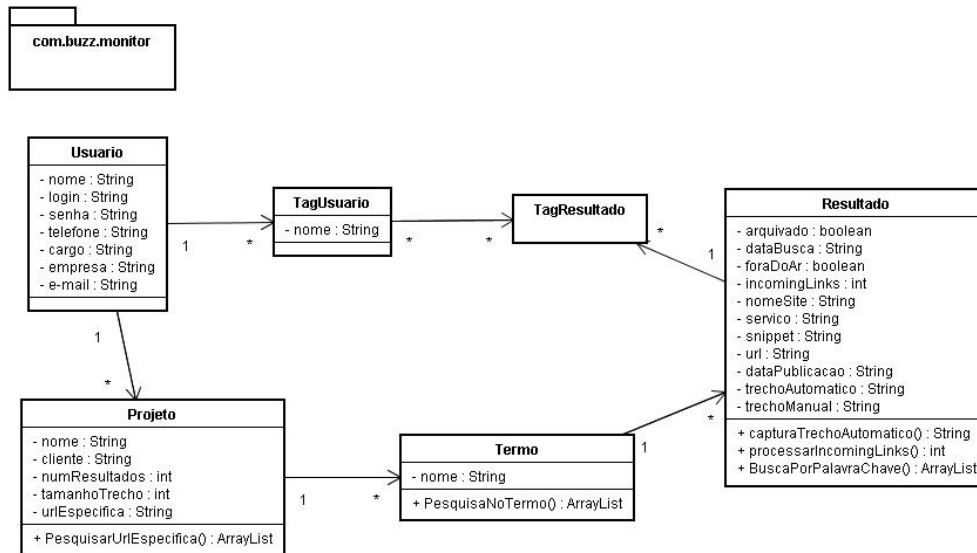 com.buzz.monitor
Usuario
- nome : String
- login : String
- senha : String
- telefone : String
- cargo : String
- empresa : String
- e-mail : String
1
*
TagUsuario
- nome : String
*
*
TagResultado
*
1
Resultado
- arquivado : boolean
- dataBusca : String
- foraDoAr : boolean
- incomingLinks : int
- nomeSite : String
- servico : String
- snippet : String
- url : String
- dataPublicacao : String
- trechoAutomatico : String
- trechoManual : String
+ capturaTrechoAutomatico() : String
+ processarIncomingLinks() : int
+ BuscaPorPalavraChave() : ArrayList
1
*
Projeto
- nome : String
- cliente : String
- numResultados : int
- tamanhoTrecho : int
- urlEspecifica : String
+ PesquisarUrlEspecifica() : ArrayList
1
*
Termo
- nome : String
+ PesquisaNoTermo() : ArrayList
1
*